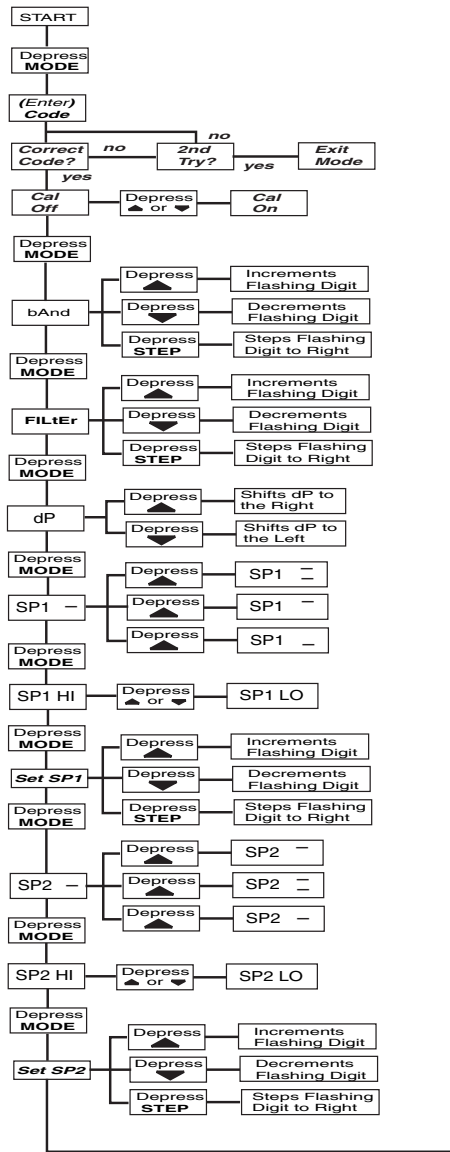 START
Depress
MODE
(Enter)
Code
no
Correct
Code?
no
2nd
Try?
yes
Exit
Mode
yes
Cal
Off
Depress
▲ or ▼
Cal
On
Depress
MODE
bAnd
Depress
▲
Increments
Flashing Digit
Depress
▼
Decrements
Flashing Digit
Depress
STEP
Steps Flashing
Digit to Right
Depress
MODE
FILtEr
Depress
▲
Increments
Flashing Digit
Depress
▼
Decrements
Flashing Digit
Depress
STEP
Steps Flashing
Digit to Right
Depress
MODE
dP
Depress
▲
Shifts dP to
the Right
Depress
▼
Shifts dP to
the Left
Depress
MODE
SP1 –
Depress
▲
SP1
Depress
▲
SP1
Depress
▲
SP1 _
Depress
MODE
SP1 HI
Depress
▲ or ▼
SP1 LO
Depress
MODE
Set SP1
Depress
▲
Increments
Flashing Digit
Depress
▼
Decrements
Flashing Digit
Depress
STEP
Steps Flashing
Digit to Right
Depress
MODE
SP2 –
Depress
▲
SP2
Depress
▲
SP2
Depress
▲
SP2 –
Depress
MODE
SP2 HI
Depress
▲ or ▼
SP2 LO
Depress
MODE
Set SP2
Depress
▲
Increments
Flashing Digit
Depress
▼
Decrements
Flashing Digit
Depress
STEP
Steps Flashing
Digit to Right